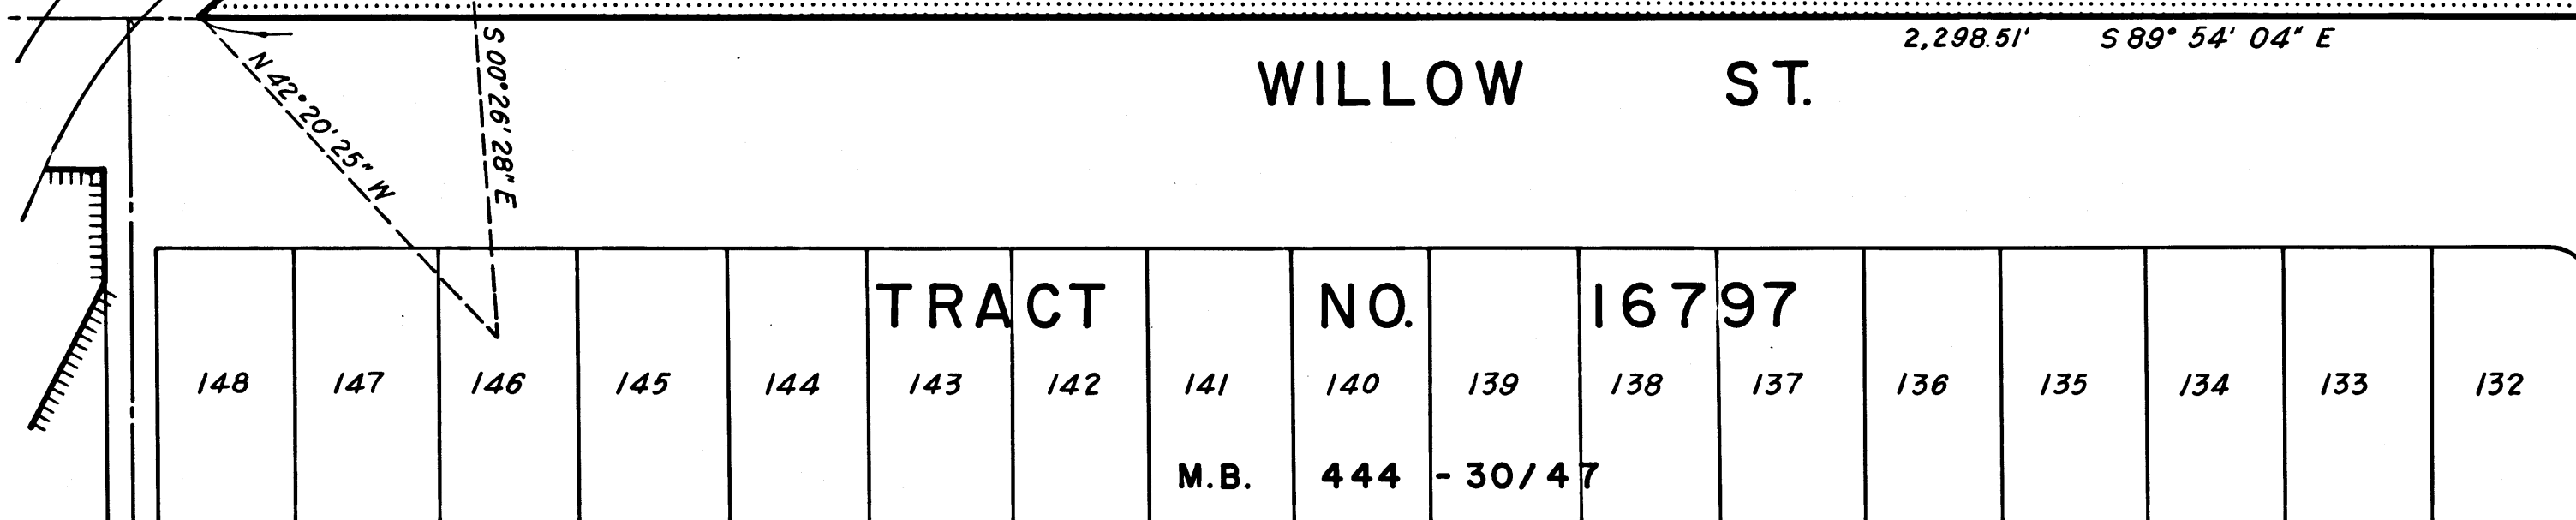 2,298.51' S 89° 54' 04" E
WILLOW ST.
N 42° 20' 25" W
S 00° 26' 28" E
TRACT NO. 16797
148 147 146 145 144 143 142 141 140 139 138 137 136 135 134 133 132
M.B. 444 - 30/47